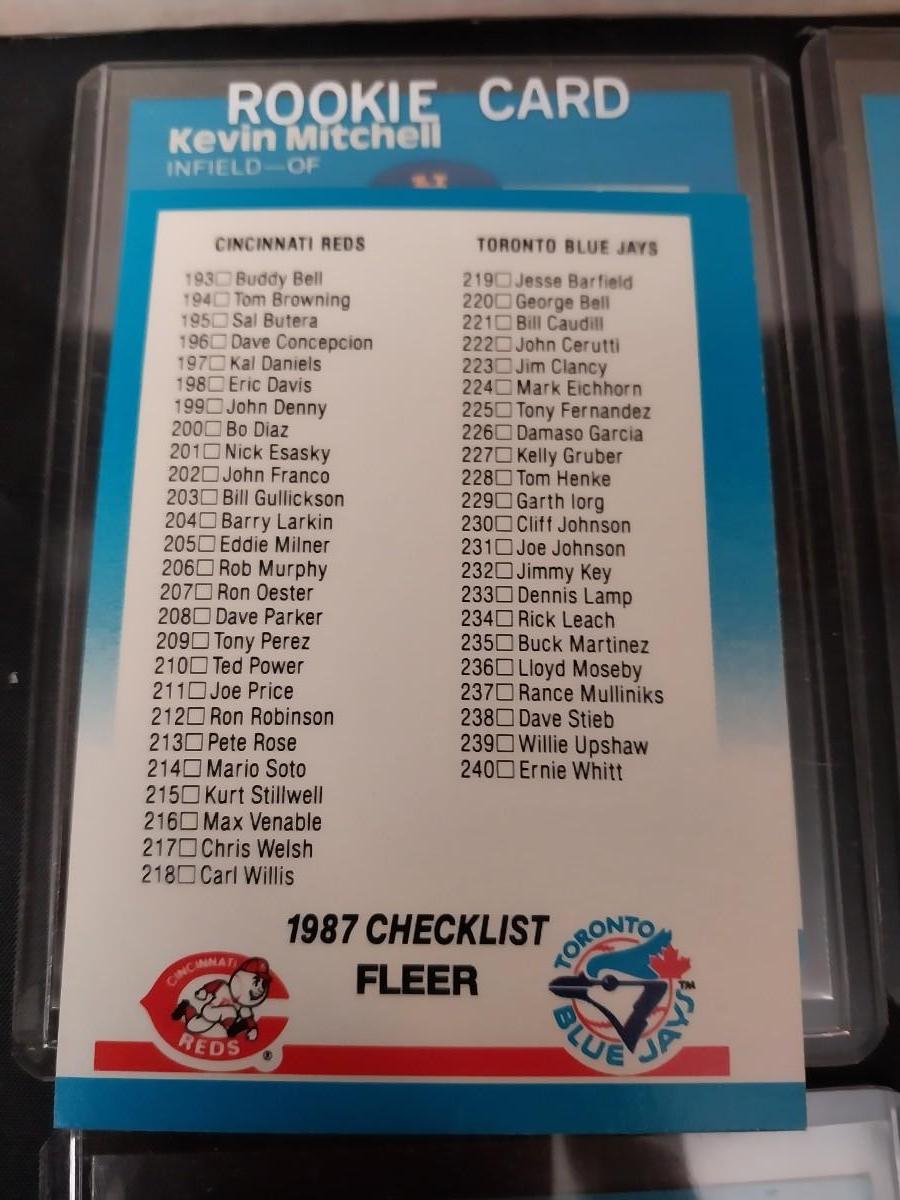 ROOKIE CARD
Kevin Mitchell
INFIELD—OF
CINCINNATI REDS
193☐ Buddy Bell
194☐ Tom Browning
195☐ Sal Butera
196☐ Dave Concepcion
197☐ Kal Daniels
198☐ Eric Davis
199☐ John Denny
200☐ Bo Diaz
201☐ Nick Esasky
202☐ John Franco
203☐ Bill Gullickson
204☐ Barry Larkin
205☐ Eddie Milner
206☐ Rob Murphy
207☐ Ron Oester
208☐ Dave Parker
209☐ Tony Perez
210☐ Ted Power
211☐ Joe Price
212☐ Ron Robinson
213☐ Pete Rose
214☐ Mario Soto
215☐ Kurt Stillwell
216☐ Max Venable
217☐ Chris Welsh
218☐ Carl Willis
TORONTO BLUE JAYS
219☐ Jesse Barfield
220☐ George Bell
221☐ Bill Caudill
222☐ John Cerutti
223☐ Jim Clancy
224☐ Mark Eichhorn
225☐ Tony Fernandez
226☐ Damaso Garcia
227☐ Kelly Gruber
228☐ Tom Henke
229☐ Garth Iorg
230☐ Cliff Johnson
231☐ Joe Johnson
232☐ Jimmy Key
233☐ Dennis Lamp
234☐ Rick Leach
235☐ Buck Martinez
236☐ Lloyd Moseby
237☐ Rance Mulliniks
238☐ Dave Stieb
239☐ Willie Upshaw
240☐ Ernie Whitt
1987 CHECKLIST
FLEER
CINCINNATI
REDS
®
TORONTO
BLUE JAYS
™